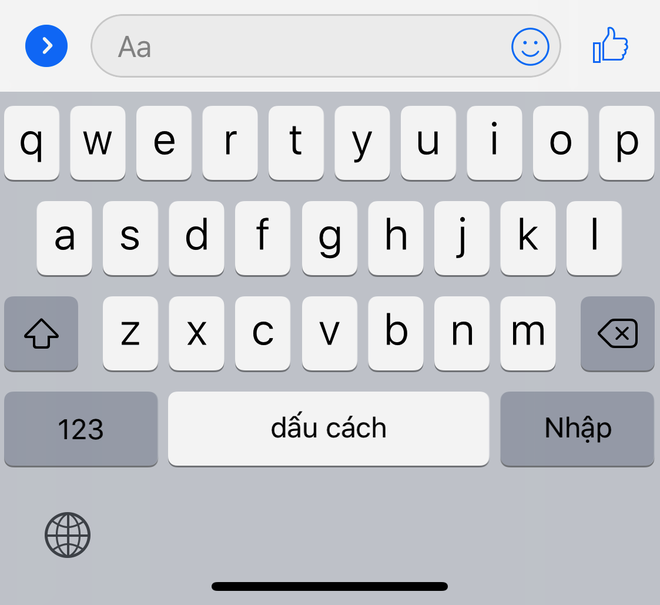 Aa
q w e r t y u i o p
a s d f g h j k l
z x c v b n m
123 dấu cách Nhập